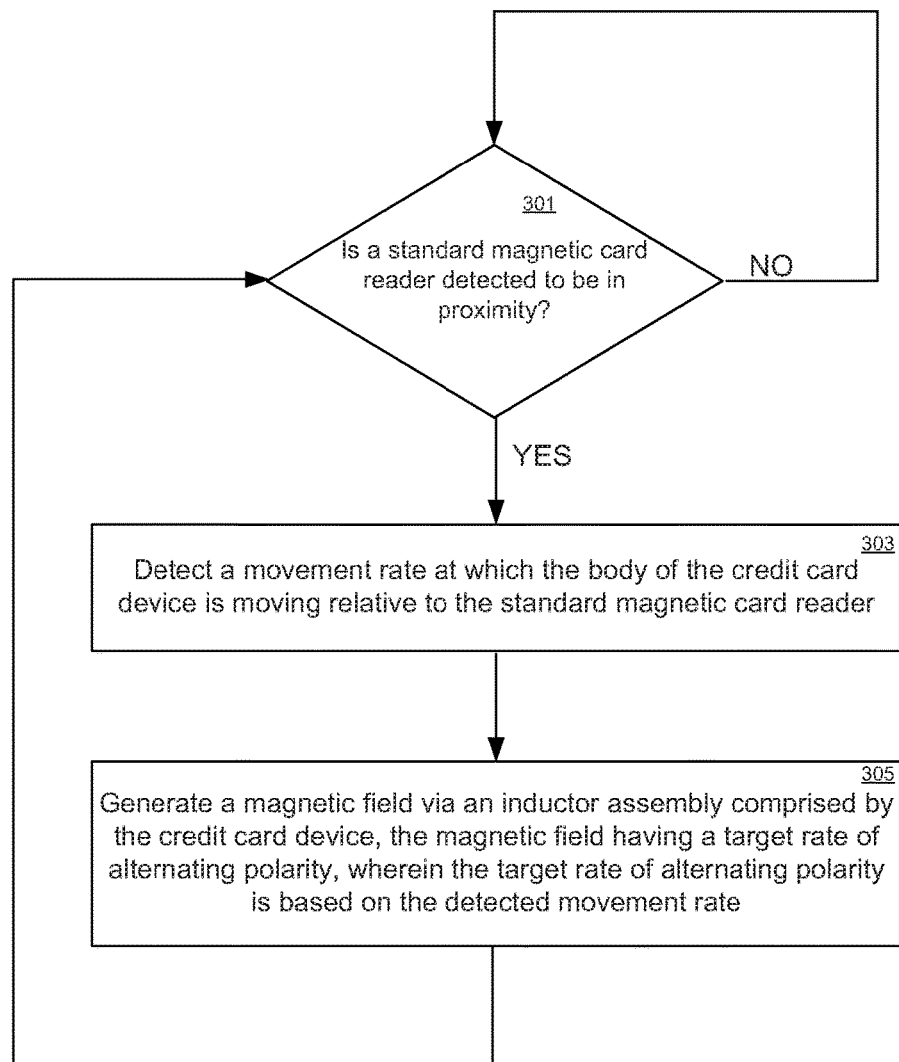 301
Is a standard magnetic card
reader detected to be in
proximity?
NO
YES
303
Detect a movement rate at which the body of the credit card
device is moving relative to the standard magnetic card reader
305
Generate a magnetic field via an inductor assembly comprised by
the credit card device, the magnetic field having a target rate of
alternating polarity, wherein the target rate of alternating polarity
is based on the detected movement rate